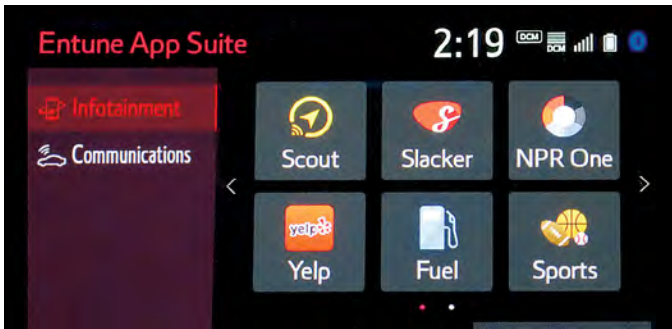 Entune App Suite 2:19 DCM DCM
Infotainment
Communications
Scout Slacker NPR One
yelp
Yelp Fuel Sports